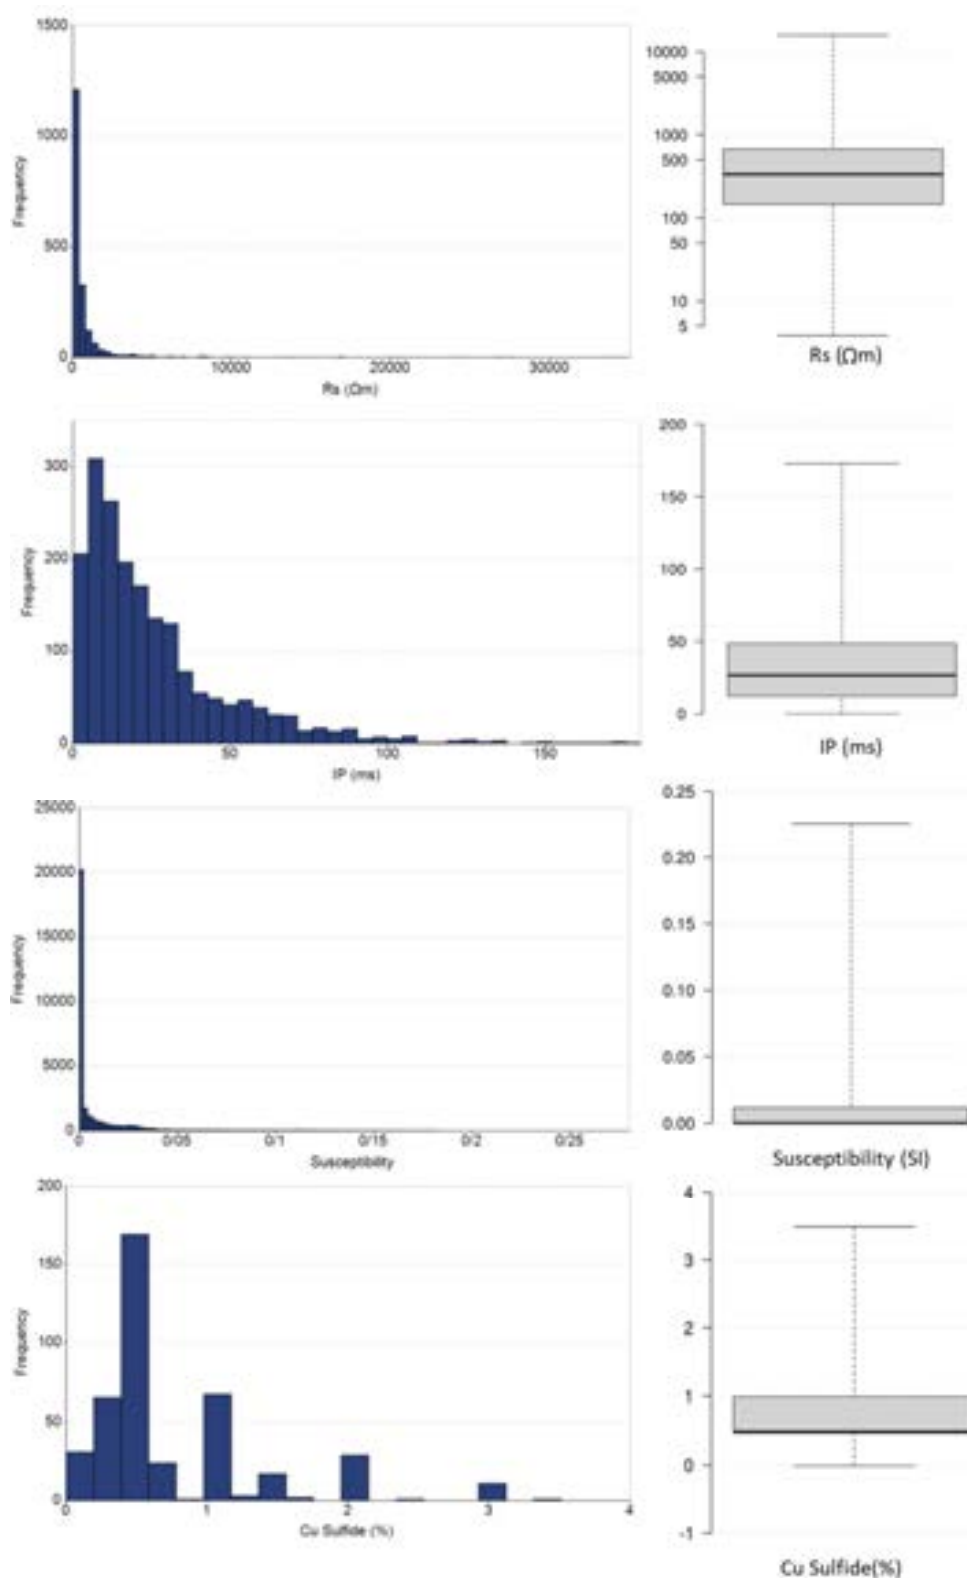 1500
1000
500
0
Frequency
0 10000 20000 30000
Rs (Ωm)
10000
5000
1000
500
100
50
10
5
Rs (Ωm)
300
200
100
0
Frequency
0 50 100 150
IP (ms)
200
150
100
50
0
IP (ms)
25000
20000
15000
10000
5000
0
Frequency
0 0/05 0/1 0/15 0/2 0/25
Susceptibility
0.25
0.20
0.15
0.10
0.05
0.00
Susceptibility (SI)
200
150
100
50
0
Frequency
0 1 2 3 4
Cu Sulfide (%)
4
3
2
1
0
-1
Cu Sulfide(%)